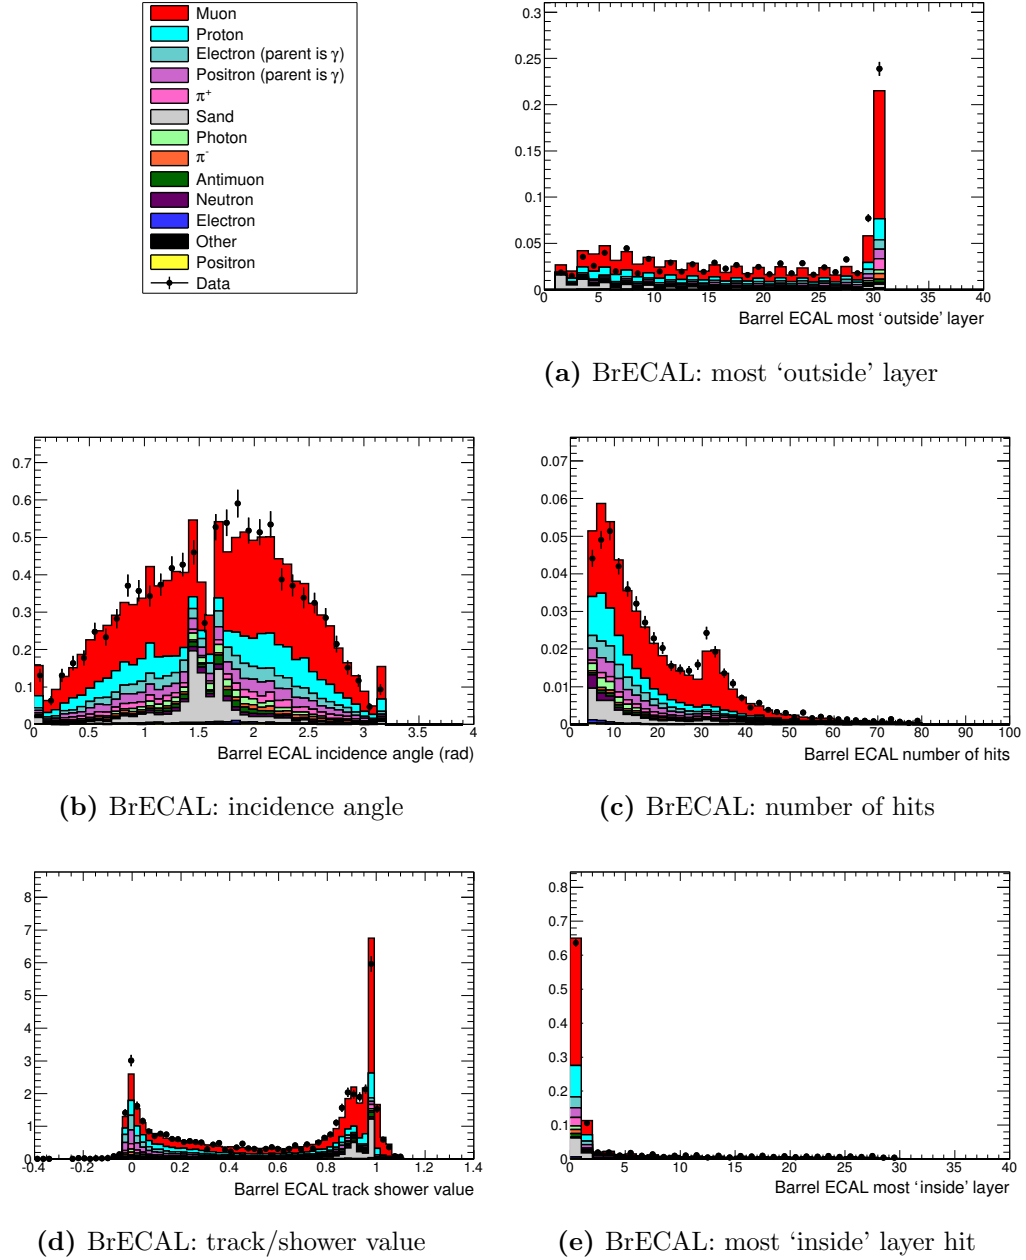 Muon
Proton
Electron (parent is γ)
Positron (parent is γ)
π⁺
Sand
Photon
π⁻
Antimuon
Neutron
Electron
Other
Positron
Data
0.3
0.25
0.2
0.15
0.1
0.05
0
0 5 10 15 20 25 30 35 40
Barrel ECAL most ‘outside’ layer
(a) BrECAL: most ‘outside’ layer
0.7
0.6
0.5
0.4
0.3
0.2
0.1
0
0 0.5 1 1.5 2 2.5 3 3.5 4
Barrel ECAL incidence angle (rad)
(b) BrECAL: incidence angle
0.07
0.06
0.05
0.04
0.03
0.02
0.01
0
0 10 20 30 40 50 60 70 80 90 100
Barrel ECAL number of hits
(c) BrECAL: number of hits
8
7
6
5
4
3
2
1
0
-0.4 -0.2 0 0.2 0.4 0.6 0.8 1 1.2 1.4
Barrel ECAL track shower value
(d) BrECAL: track/shower value
0.8
0.7
0.6
0.5
0.4
0.3
0.2
0.1
0
0 5 10 15 20 25 30 35 40
Barrel ECAL most ‘inside’ layer
(e) BrECAL: most ‘inside’ layer hit